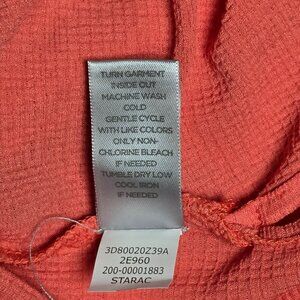 TURN GARMENT
INSIDE OUT
MACHINE WASH
COLD
GENTLE CYCLE
WITH LIKE COLORS
ONLY NON-
CHLORINE BLEACH
IF NEEDED
TUMBLE DRY LOW
COOL IRON
IF NEEDED
3D80020Z39A
2E960
200-00001883
STARAC